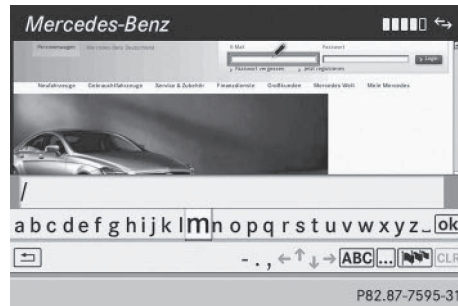 Mercedes-Benz
Personenwagen
E-Mail Passwort
› Passwort vergessen › Jetzt registrieren › Login
Neufahrzeuge Gebrauchtfahrzeuge Service & Zubehör Finanzdienste Großkunden Mercedes Welt Mein Mercedes
/
a b c d e f g h i j k l m n o p q r s t u v w x y z _ ok
- . , ← ↑ ↓ → ABC ... CLR
P82.87-7595-31